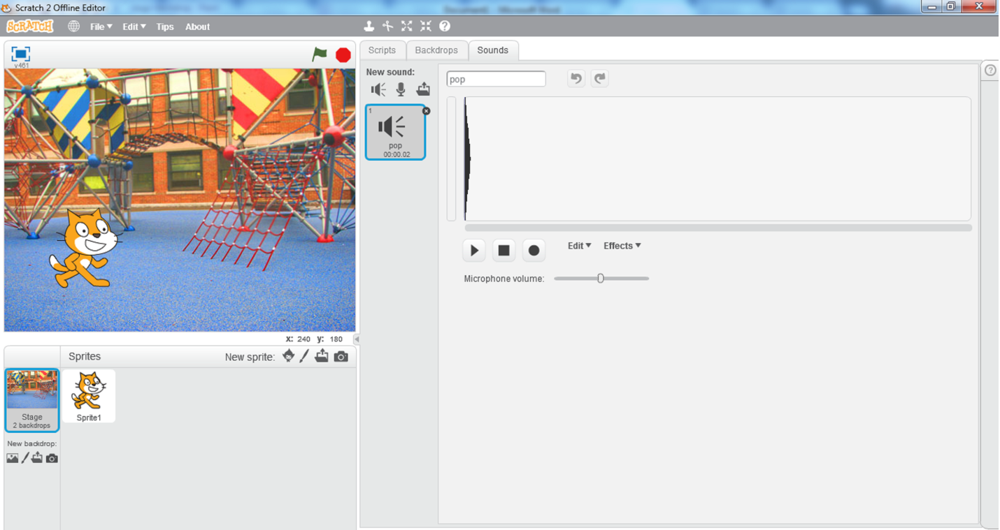 Scratch 2 Offline Editor
SCRATCH File Edit Tips About
v461
Scripts Backdrops Sounds
New sound:
1
pop
00:00.02
pop
Edit Effects
Microphone volume:
x: 240 y: 180
Sprites New sprite:
Stage
2 backdrops
New backdrop:
Sprite1